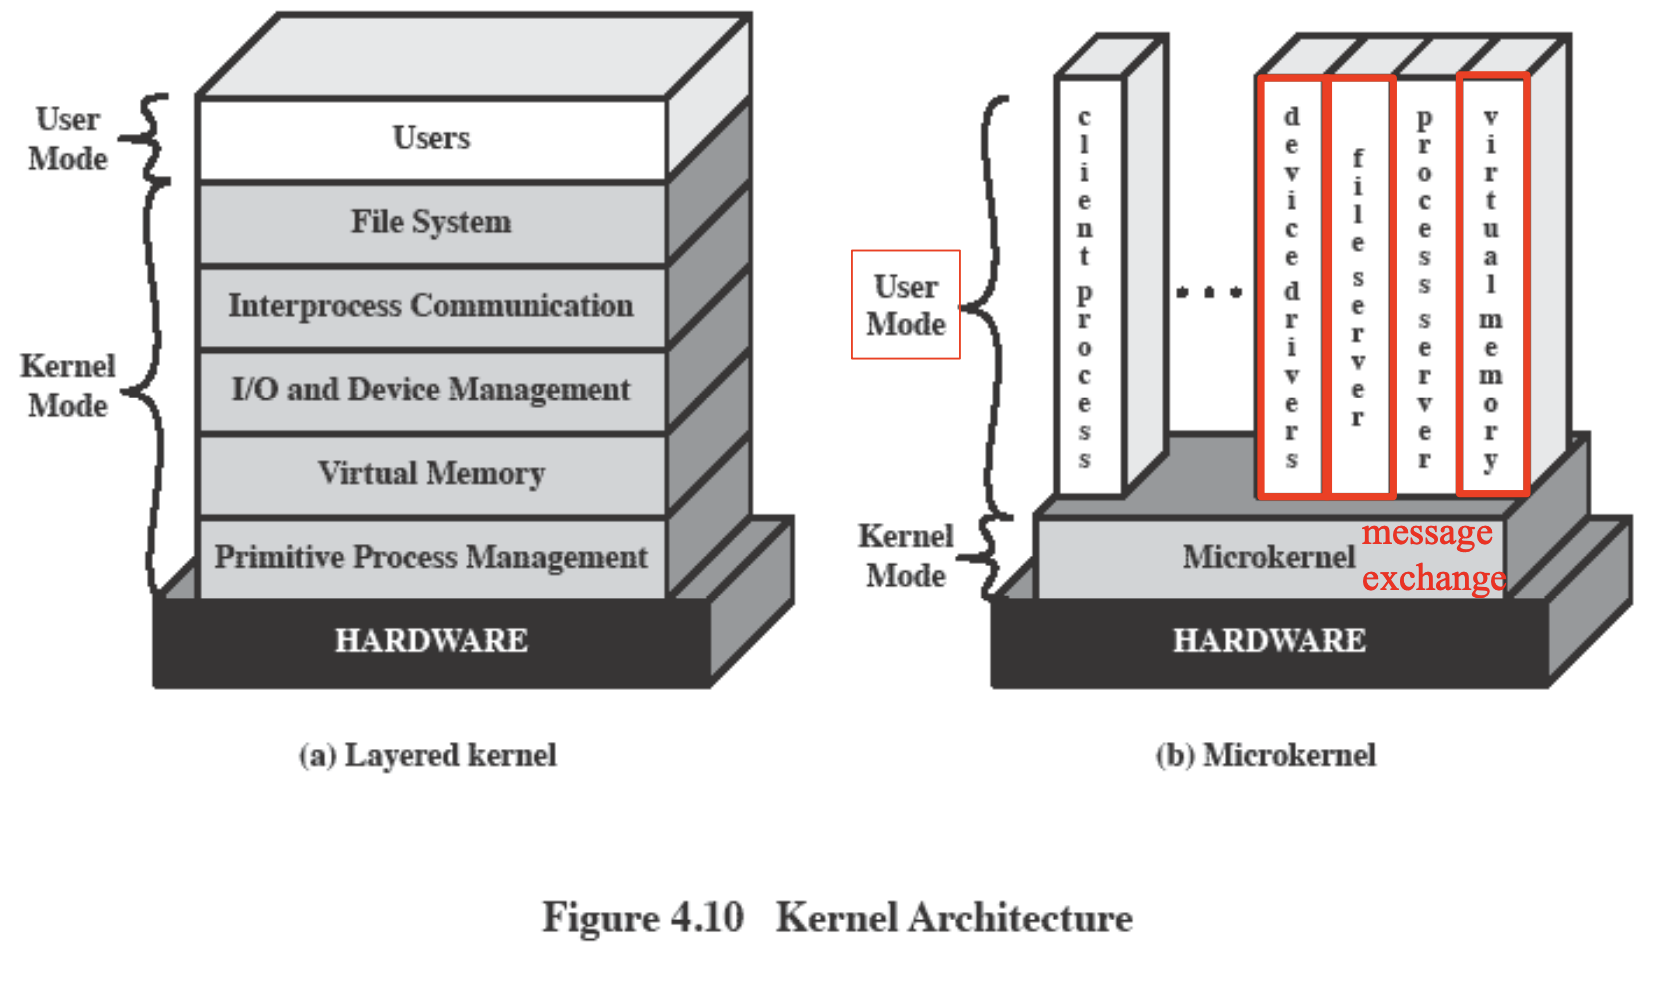 User
Mode
Users
File System
Interprocess Communication
Kernel
Mode
I/O and Device Management
Virtual Memory
Primitive Process Management
HARDWARE
(a) Layered kernel
User
Mode
client process
...
device drivers
file server
process server
virtual memory
Kernel
Mode
Microkernel
message
exchange
HARDWARE
(b) Microkernel
Figure 4.10 Kernel Architecture